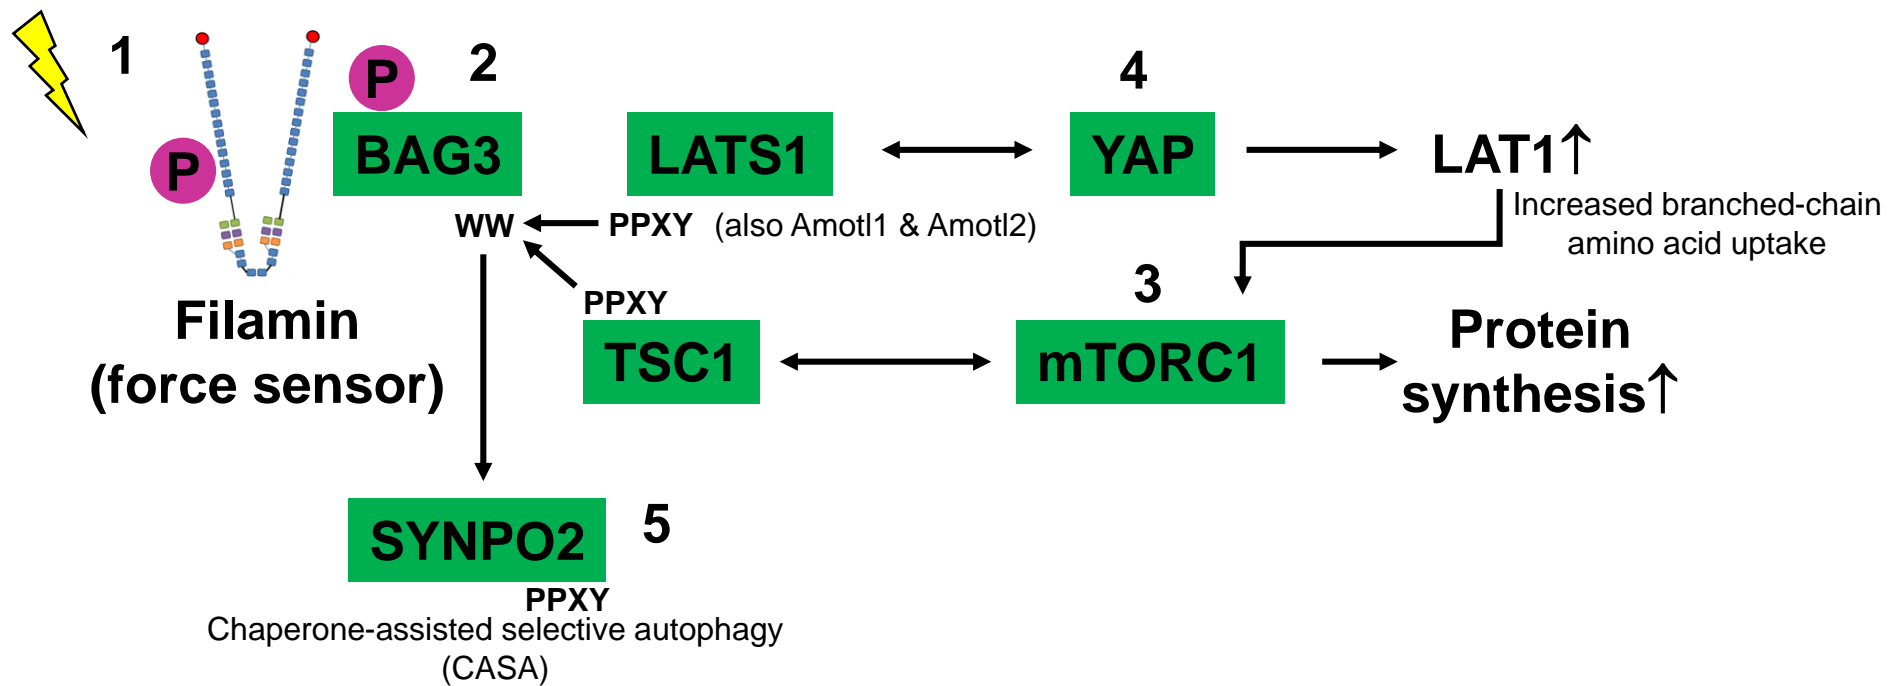 1
P
2
4
P
BAG3
LATS1
YAP
LAT1↑
WW
PPXY (also Amotl1 & Amotl2)
Increased branched-chain
amino acid uptake
PPXY
3
Filamin
(force sensor)
TSC1
mTORC1
Protein
synthesis↑
SYNPO2
5
PPXY
Chaperone-assisted selective autophagy
(CASA)